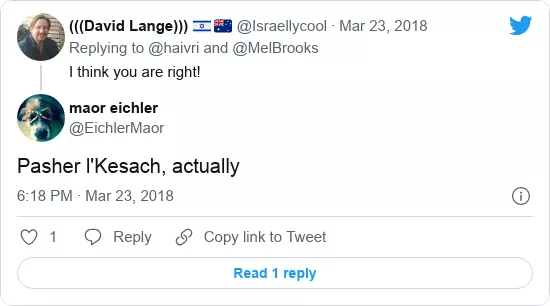 (((David Lange))) 🇮🇱 🇦🇺 @Israellycool · Mar 23, 2018
Replying to @haivri and @MelBrooks
I think you are right!
maor eichler
@EichlerMaor
Pasher l'Kesach, actually
6:18 PM · Mar 23, 2018
1 Reply Copy link to Tweet
Read 1 reply